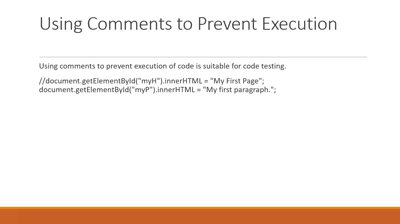 Using Comments to Prevent Execution
Using comments to prevent execution of code is suitable for code testing.
//document.getElementById("myH").innerHTML = "My First Page";
document.getElementById("myP").innerHTML = "My first paragraph.";